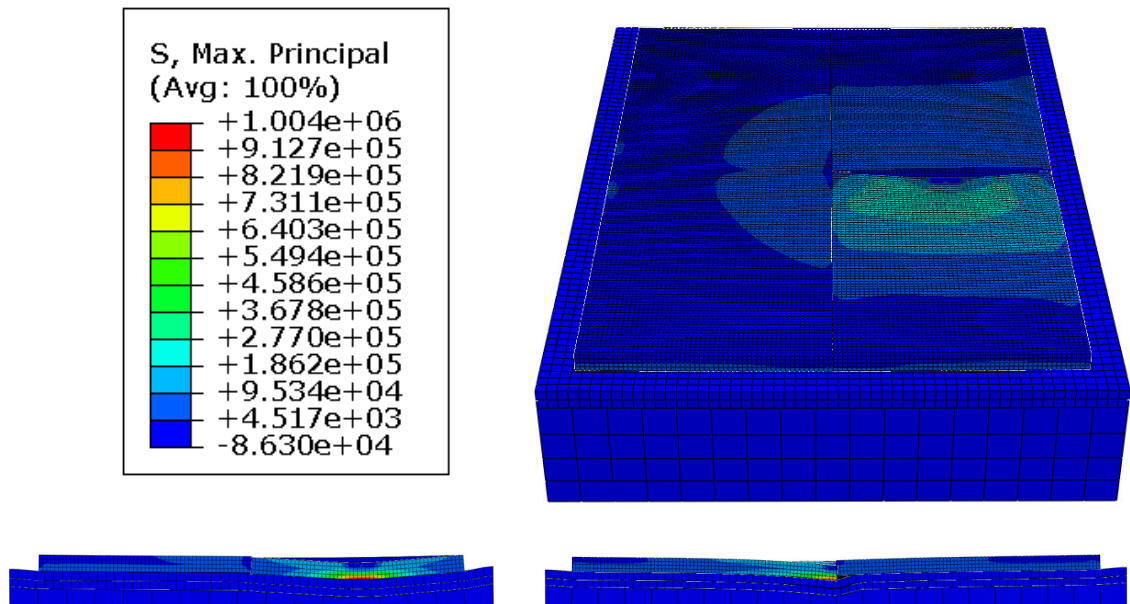 S, Max. Principal
(Avg: 100%)
+1.004e+06
+9.127e+05
+8.219e+05
+7.311e+05
+6.403e+05
+5.494e+05
+4.586e+05
+3.678e+05
+2.770e+05
+1.862e+05
+9.534e+04
+4.517e+03
-8.630e+04